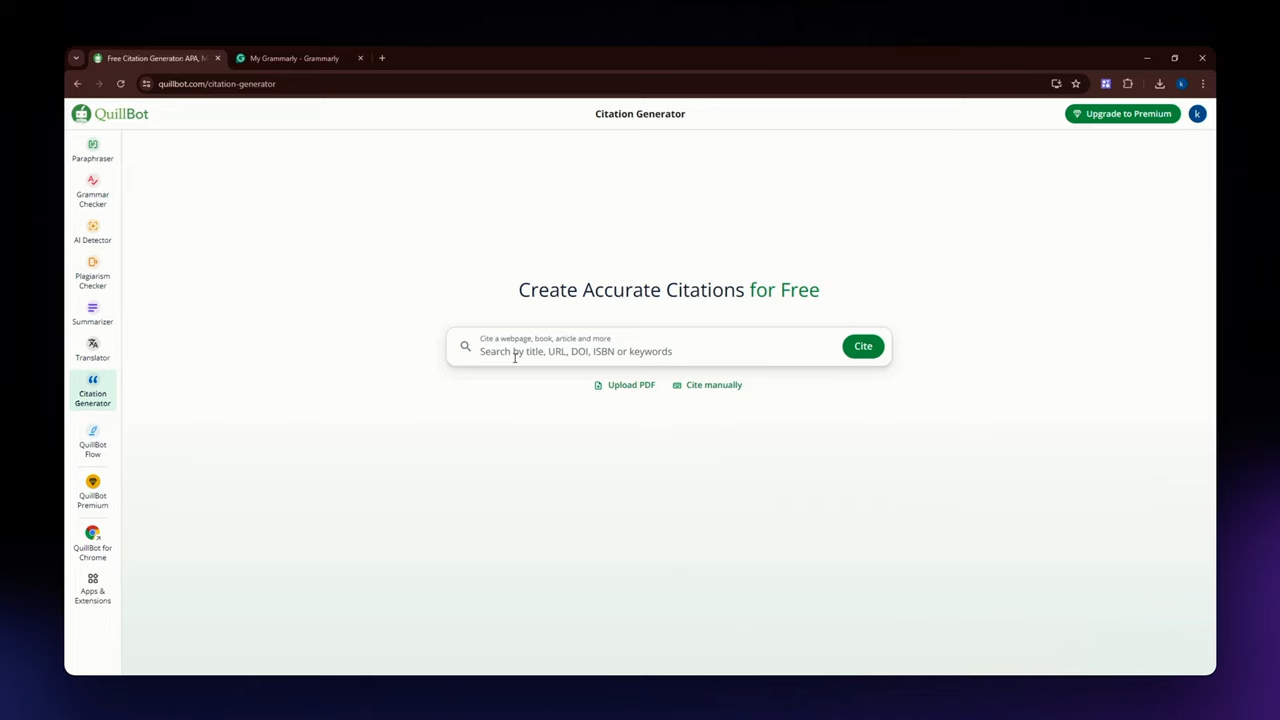 Free Citation Generator: APA, M
My Grammarly - Grammarly
quillbot.com/citation-generator
k
QuillBot
Citation Generator
Upgrade to Premium
k
Paraphraser
Grammar
Checker
AI Detector
Plagiarism
Checker
Summarizer
Translator
Citation
Generator
QuillBot
Flow
QuillBot
Premium
QuillBot for
Chrome
Apps &
Extensions
Create Accurate Citations for Free
Cite a webpage, book, article and more
Search by title, URL, DOI, ISBN or keywords
Cite
Upload PDF
Cite manually